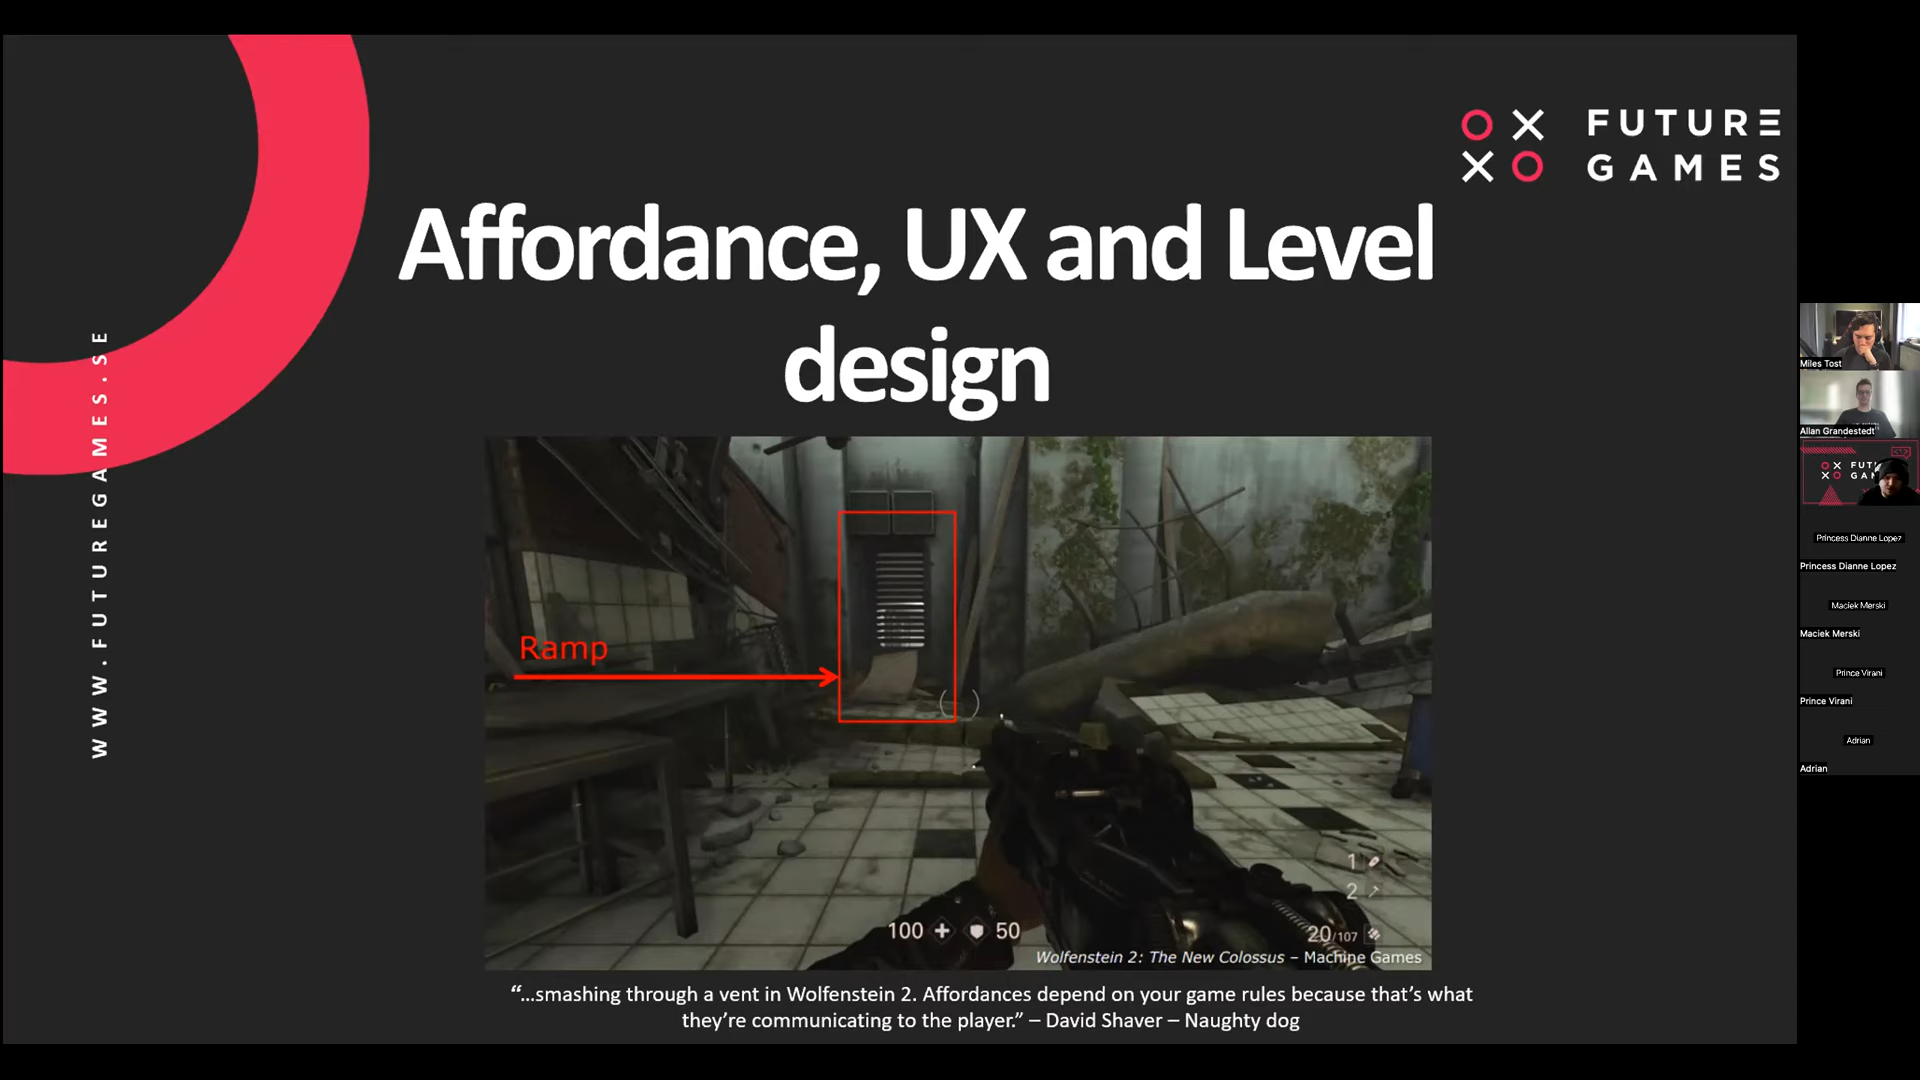 FUTURE
GAMES
Affordance, UX and Level
design
WWW.FUTUREGAMES.SE
Ramp
1
2
100
50
20/107
Wolfenstein 2: The New Colossus – Machine Games
“…smashing through a vent in Wolfenstein 2. Affordances depend on your game rules because that’s what
they’re communicating to the player.” – David Shaver – Naughty dog
Miles Tost
Allan Grandestedt
Princess Dianne Lopez
Princess Dianne Lopez
Maciek Merski
Maciek Merski
Prince Virani
Prince Virani
Adrian
Adrian